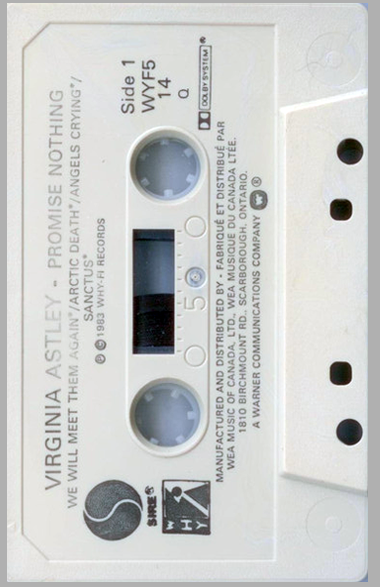 VIRGINIA ASTLEY - PROMISE NOTHING
WE WILL MEET THEM AGAIN*/ARCTIC DEATH*/ANGELS CRYING*/
SANCTUS*
℗ © 1983 WHY-FI RECORDS
Side 1
WYF5
14
Q
DOLBY SYSTEM®
50
SIRE®
WHY
MANUFACTURED AND DISTRIBUTED BY - FABRIQUÉ ET DISTRIBUÉ PAR
WEA MUSIC OF CANADA, LTD., WEA MUSIQUE DU CANADA LTÉE.
1810 BIRCHMOUNT RD., SCARBOROUGH, ONTARIO.
A WARNER COMMUNICATIONS COMPANY ®